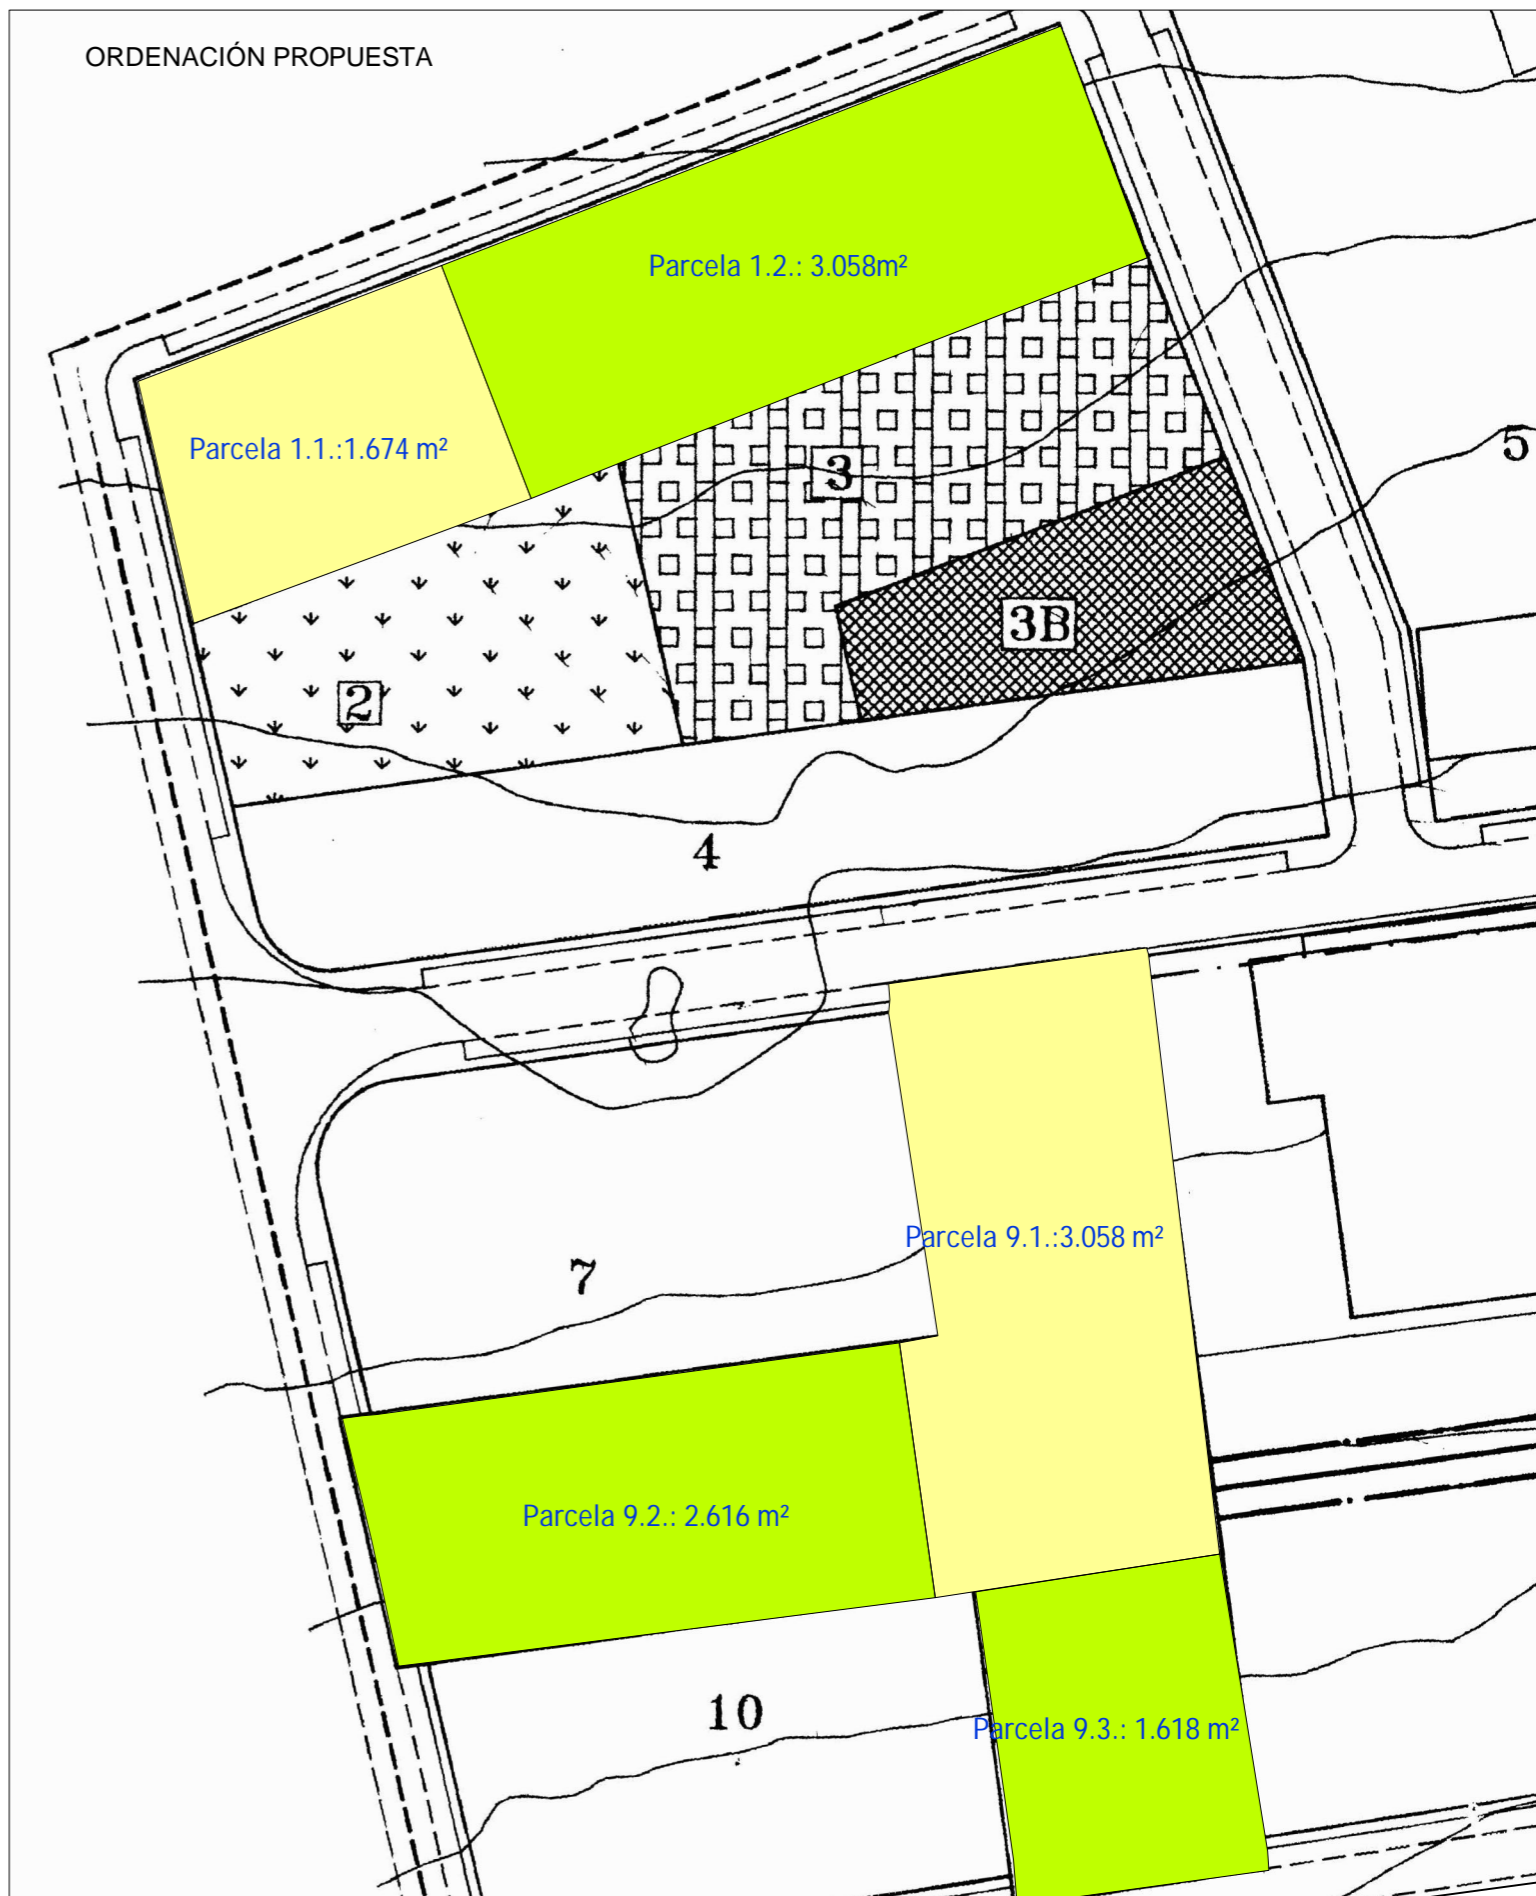 ORDENACIÓN PROPUESTA
Parcela 1.2.: 3.058m²
Parcela 1.1.:1.674 m²
5
3
3B
2
4
Parcela 9.1.:3.058 m²
7
Parcela 9.2.: 2.616 m²
10
Parcela 9.3.: 1.618 m²